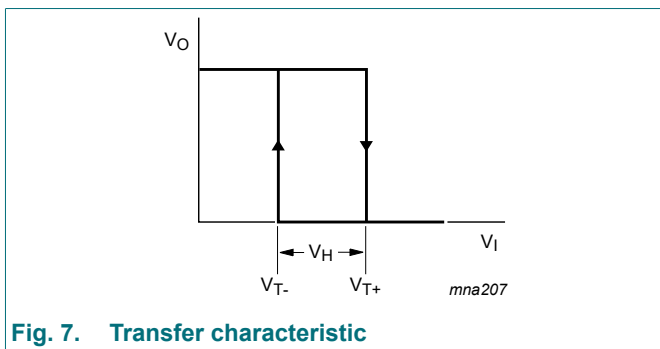 VO
VI
VH
VT-
VT+
mna207
Fig. 7. Transfer characteristic